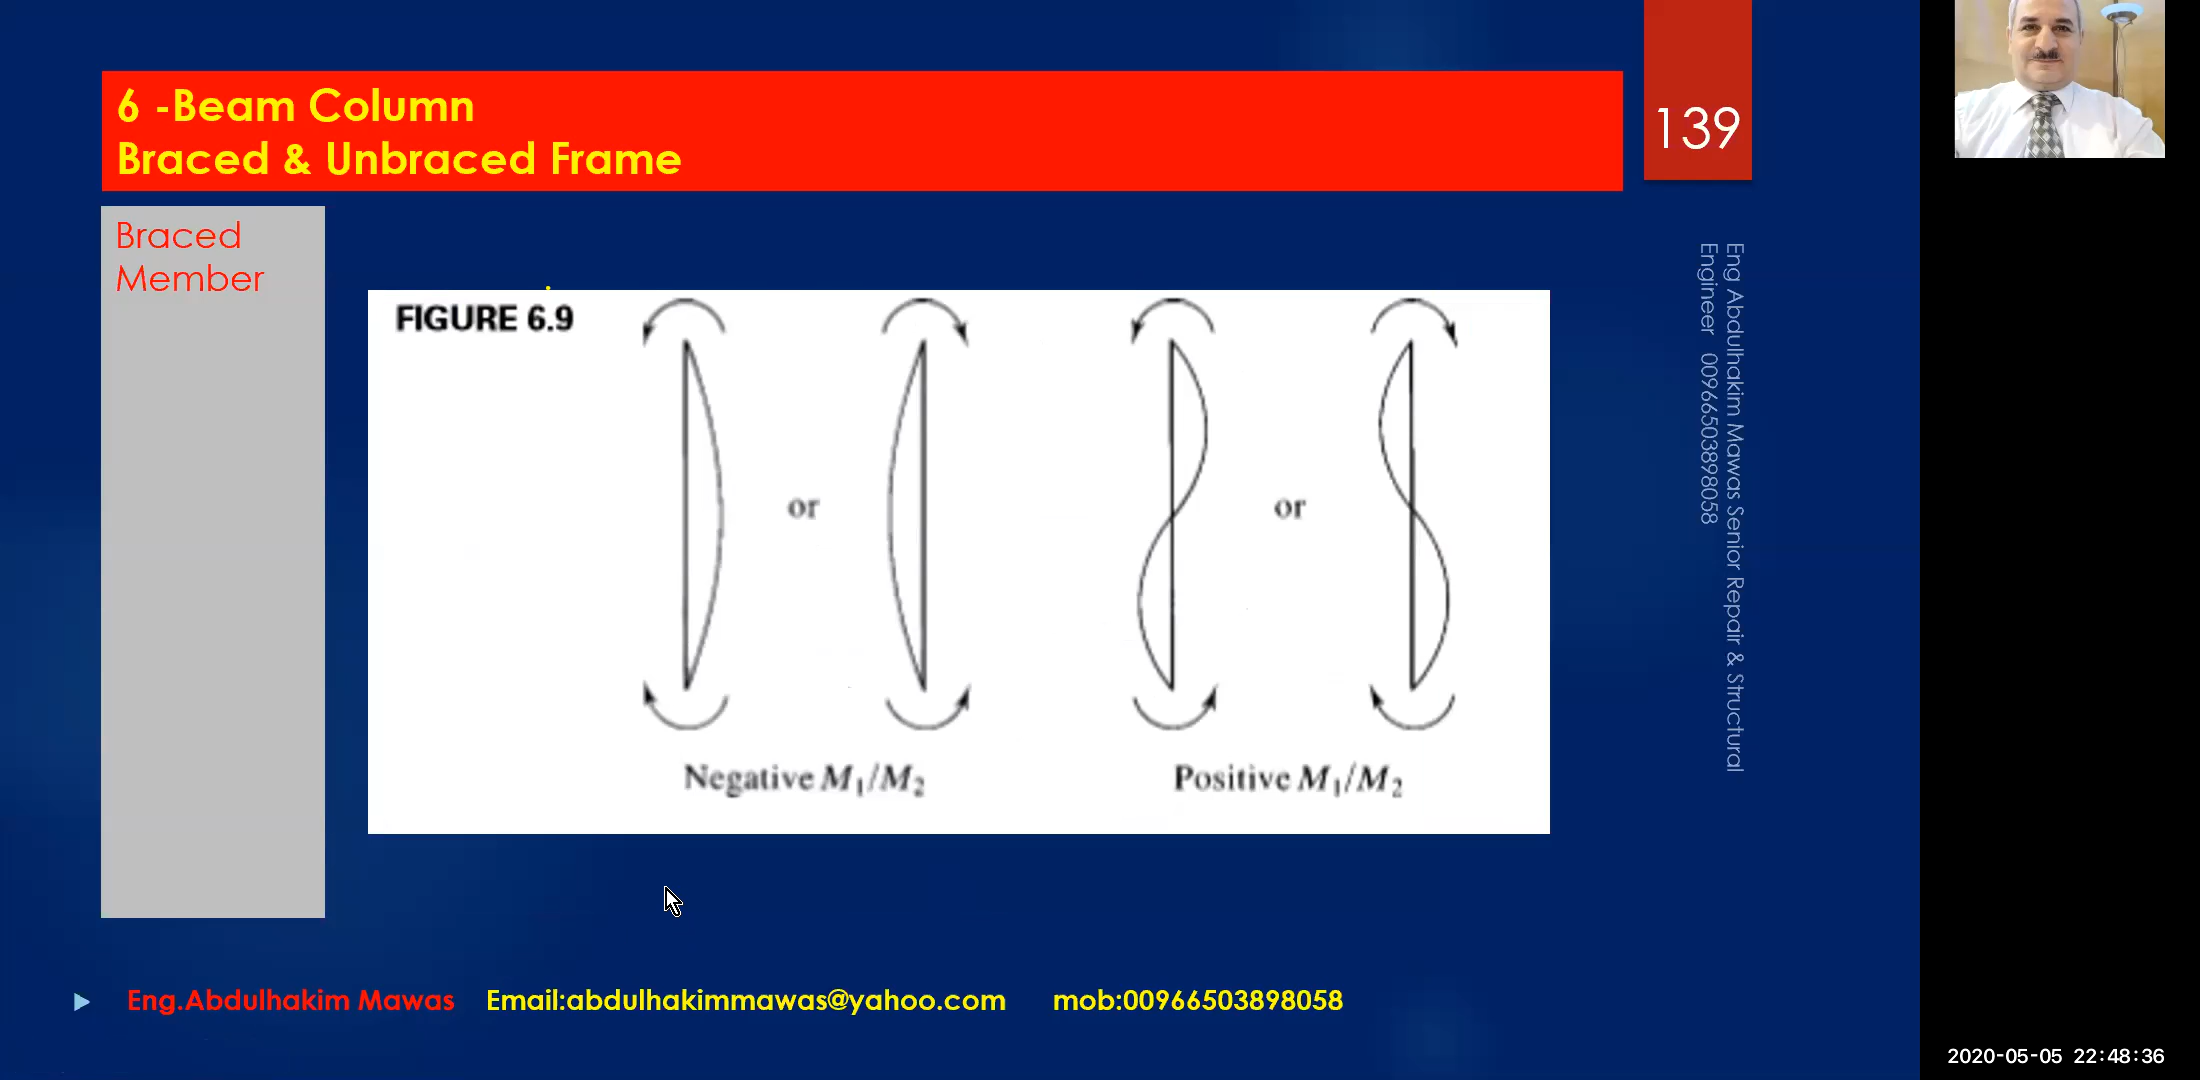 6 -Beam Column
Braced & Unbraced Frame
139
Braced
Member
FIGURE 6.9
or
or
Negative M₁/M₂
Positive M₁/M₂
Eng Abdulhakim Mawas Senior Repair & Structural
Engineer 00966503898058
Eng.Abdulhakim Mawas Email:abdulhakimmawas@yahoo.com mob:00966503898058
2020-05-05 22:48:36